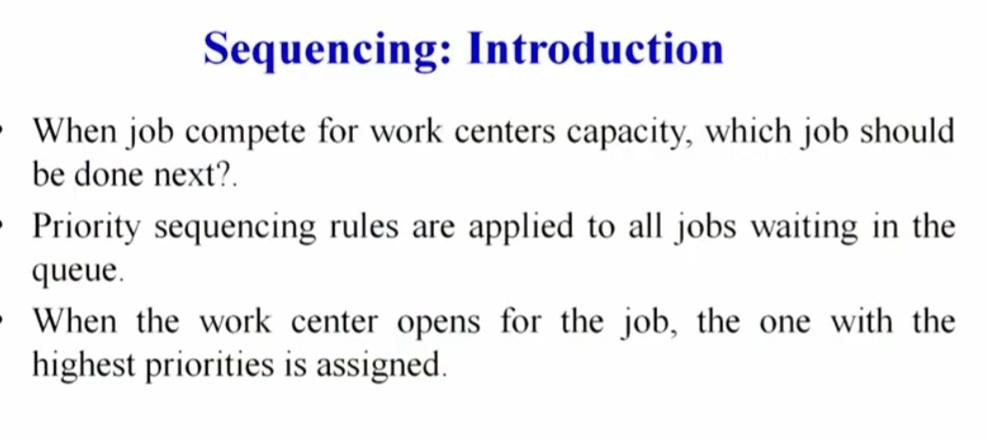 Sequencing: Introduction
• When job compete for work centers capacity, which job should
be done next?.
• Priority sequencing rules are applied to all jobs waiting in the
queue.
• When the work center opens for the job, the one with the
highest priorities is assigned.